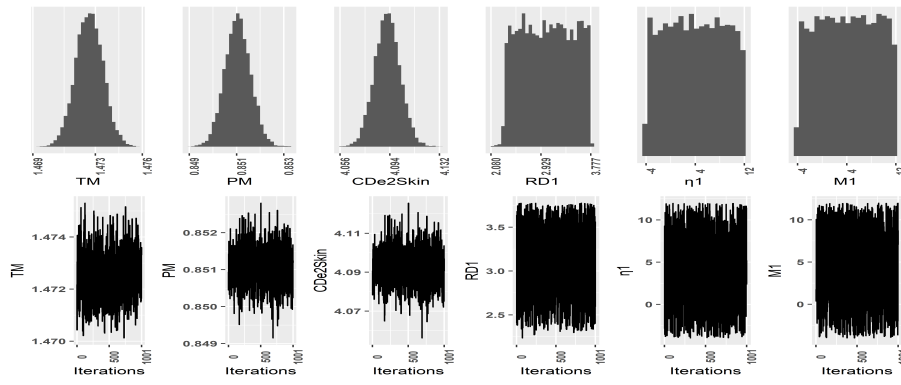 1.469 1.473 1.476
TM
0.849 0.851 0.853
PM
4.056 4.094 4.132
CDe2Skin
2.080 2.929 3.777
RD1
-4 4 12
η1
-4 4
M1
TM
1.474
1.472
1.470
0 500 1001
Iterations
PM
0.852
0.851
0.850
0.849
0 500 1001
Iterations
CDe2Skin
4.11
4.09
4.07
0 500 1001
Iterations
RD1
3.5
3.0
2.5
0 500 1001
Iterations
η1
10
5
0
0 500 1001
Iterations
M1
10
5
0
0 500 1001
Iterations